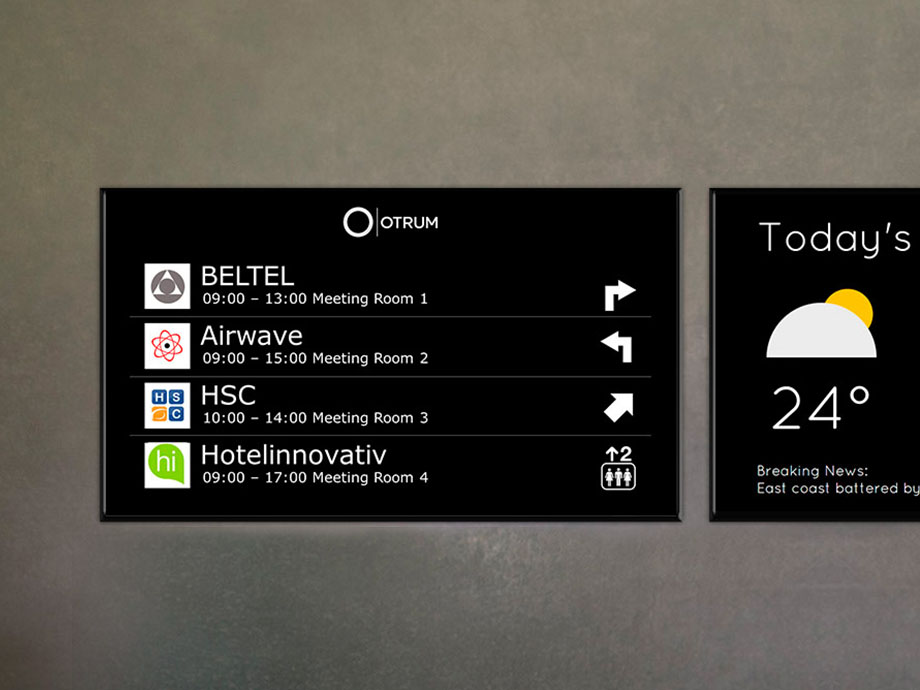 OTRUM
BELTEL
09:00 – 13:00 Meeting Room 1
Airwave
09:00 – 15:00 Meeting Room 2
HSC
10:00 – 14:00 Meeting Room 3
HSC
hi
Hotelinnovativ
09:00 – 17:00 Meeting Room 4
↑2
Today's
24°
Breaking News:
East coast battered by